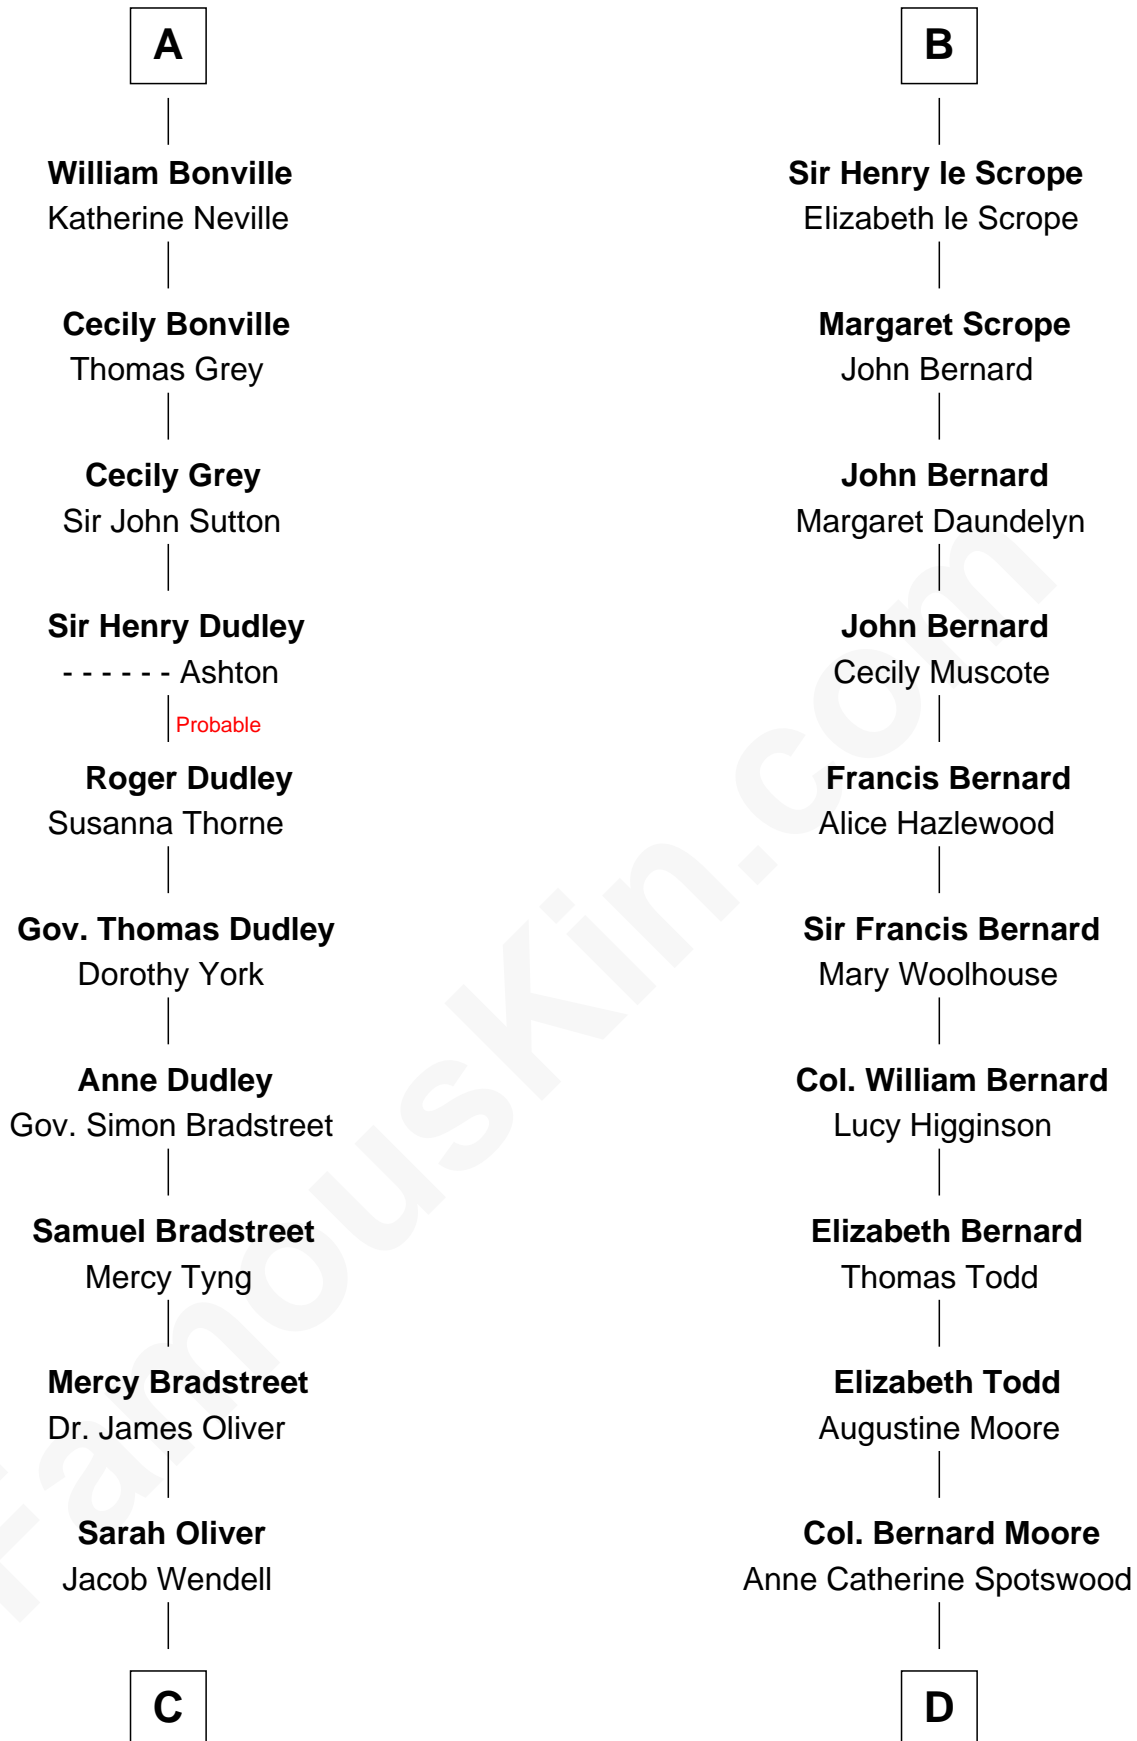 A
William Bonville
Katherine Neville
Cecily Bonville
Thomas Grey
Cecily Grey
Sir John Sutton
Sir Henry Dudley
- - - - - - Ashton
Probable
Roger Dudley
Susanna Thorne
Gov. Thomas Dudley
Dorothy York
Anne Dudley
Gov. Simon Bradstreet
Samuel Bradstreet
Mercy Tyng
Mercy Bradstreet
Dr. James Oliver
Sarah Oliver
Jacob Wendell
C
B
Sir Henry le Scrope
Elizabeth le Scrope
Margaret Scrope
John Bernard
John Bernard
Margaret Daundelyn
John Bernard
Cecily Muscote
Francis Bernard
Alice Hazlewood
Sir Francis Bernard
Mary Woolhouse
Col. William Bernard
Lucy Higginson
Elizabeth Bernard
Thomas Todd
Elizabeth Todd
Augustine Moore
Col. Bernard Moore
Anne Catherine Spotswood
D
FamousKin.com